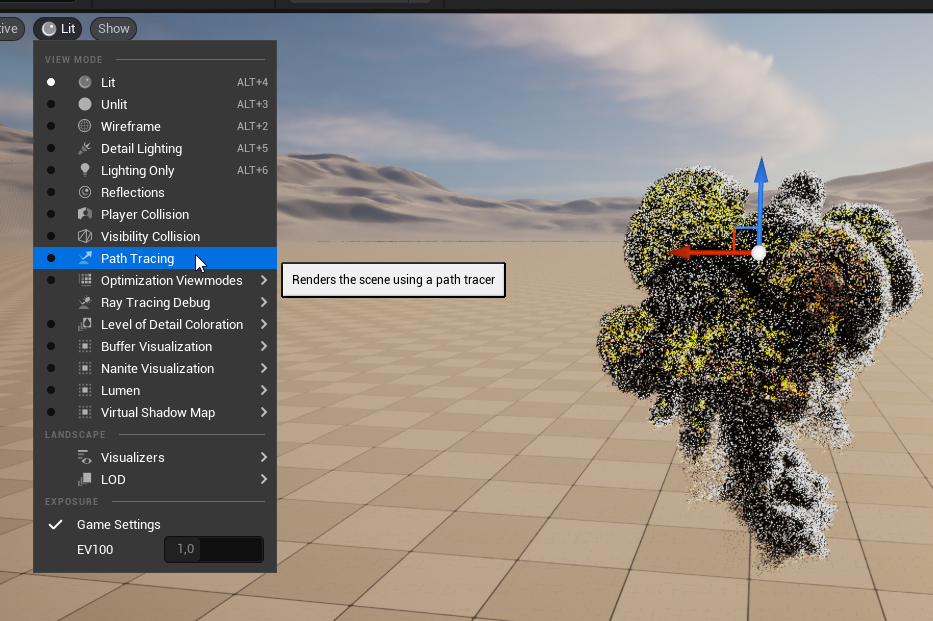 ive Lit Show
VIEW MODE
Lit ALT+4
Unlit ALT+3
Wireframe ALT+2
Detail Lighting ALT+5
Lighting Only ALT+6
Reflections
Player Collision
Visibility Collision
Path Tracing
Renders the scene using a path tracer
Optimization Viewmodes
Ray Tracing Debug
Level of Detail Coloration
Buffer Visualization
Nanite Visualization
Lumen
Virtual Shadow Map
LANDSCAPE
Visualizers
LOD
EXPOSURE
Game Settings
EV100 1,0